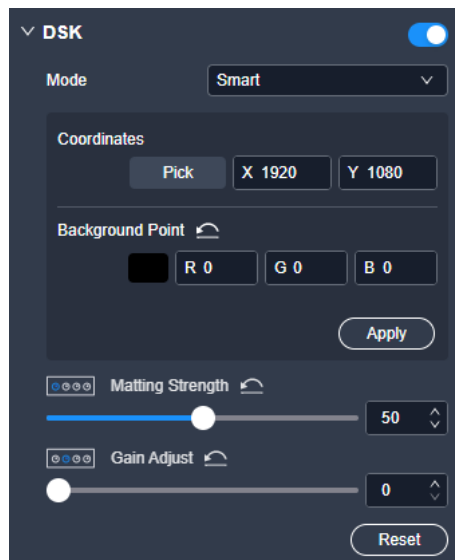 DSK
Mode Smart
Coordinates
Pick X 1920 Y 1080
Background Point
R 0 G 0 B 0
Apply
Matting Strength
50
Gain Adjust
0
Reset